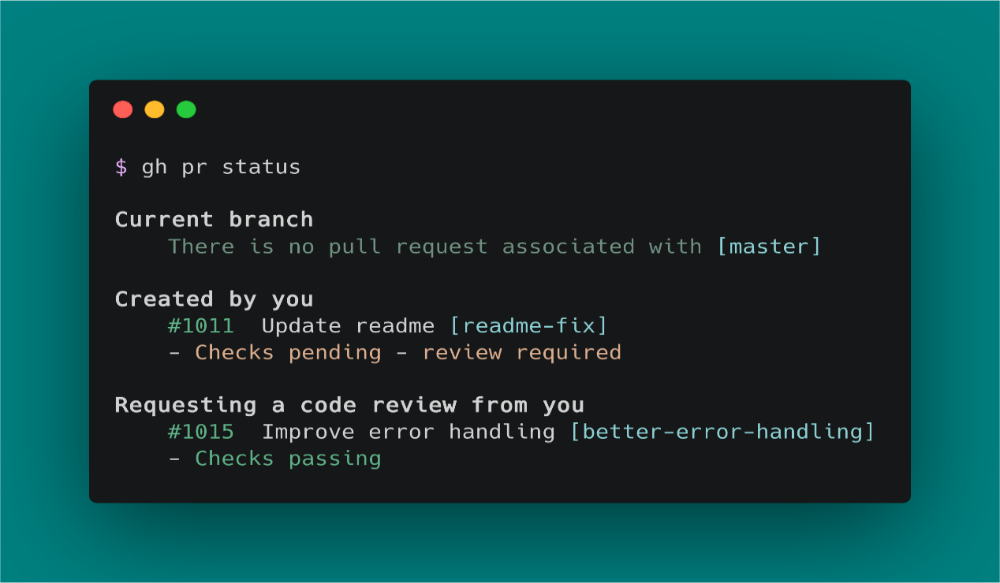 $ gh pr status
Current branch
There is no pull request associated with [master]
Created by you
#1011 Update readme [readme-fix]
- Checks pending - review required
Requesting a code review from you
#1015 Improve error handling [better-error-handling]
- Checks passing